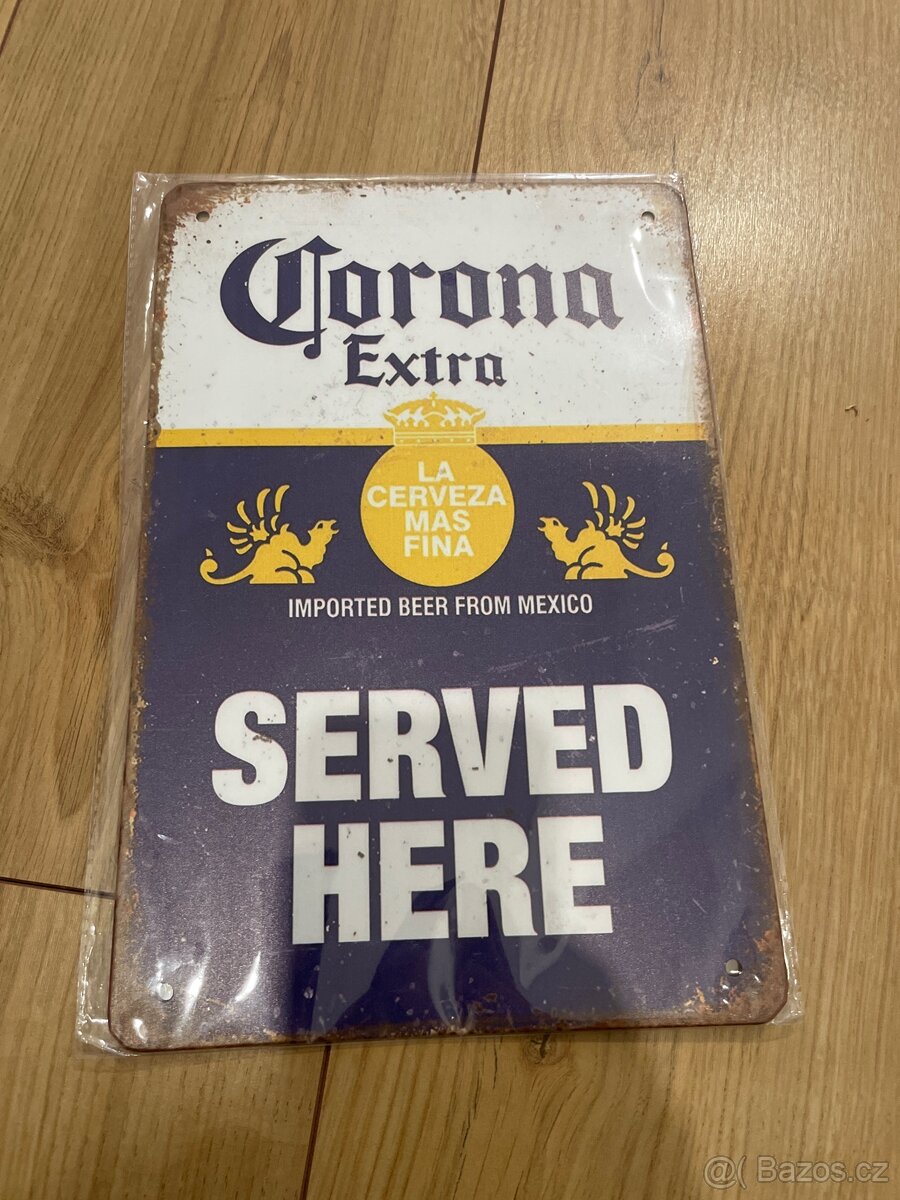 Corona
Extra
LA
CERVEZA
MAS
FINA
IMPORTED BEER FROM MEXICO
SERVED
HERE
@( Bazos.cz